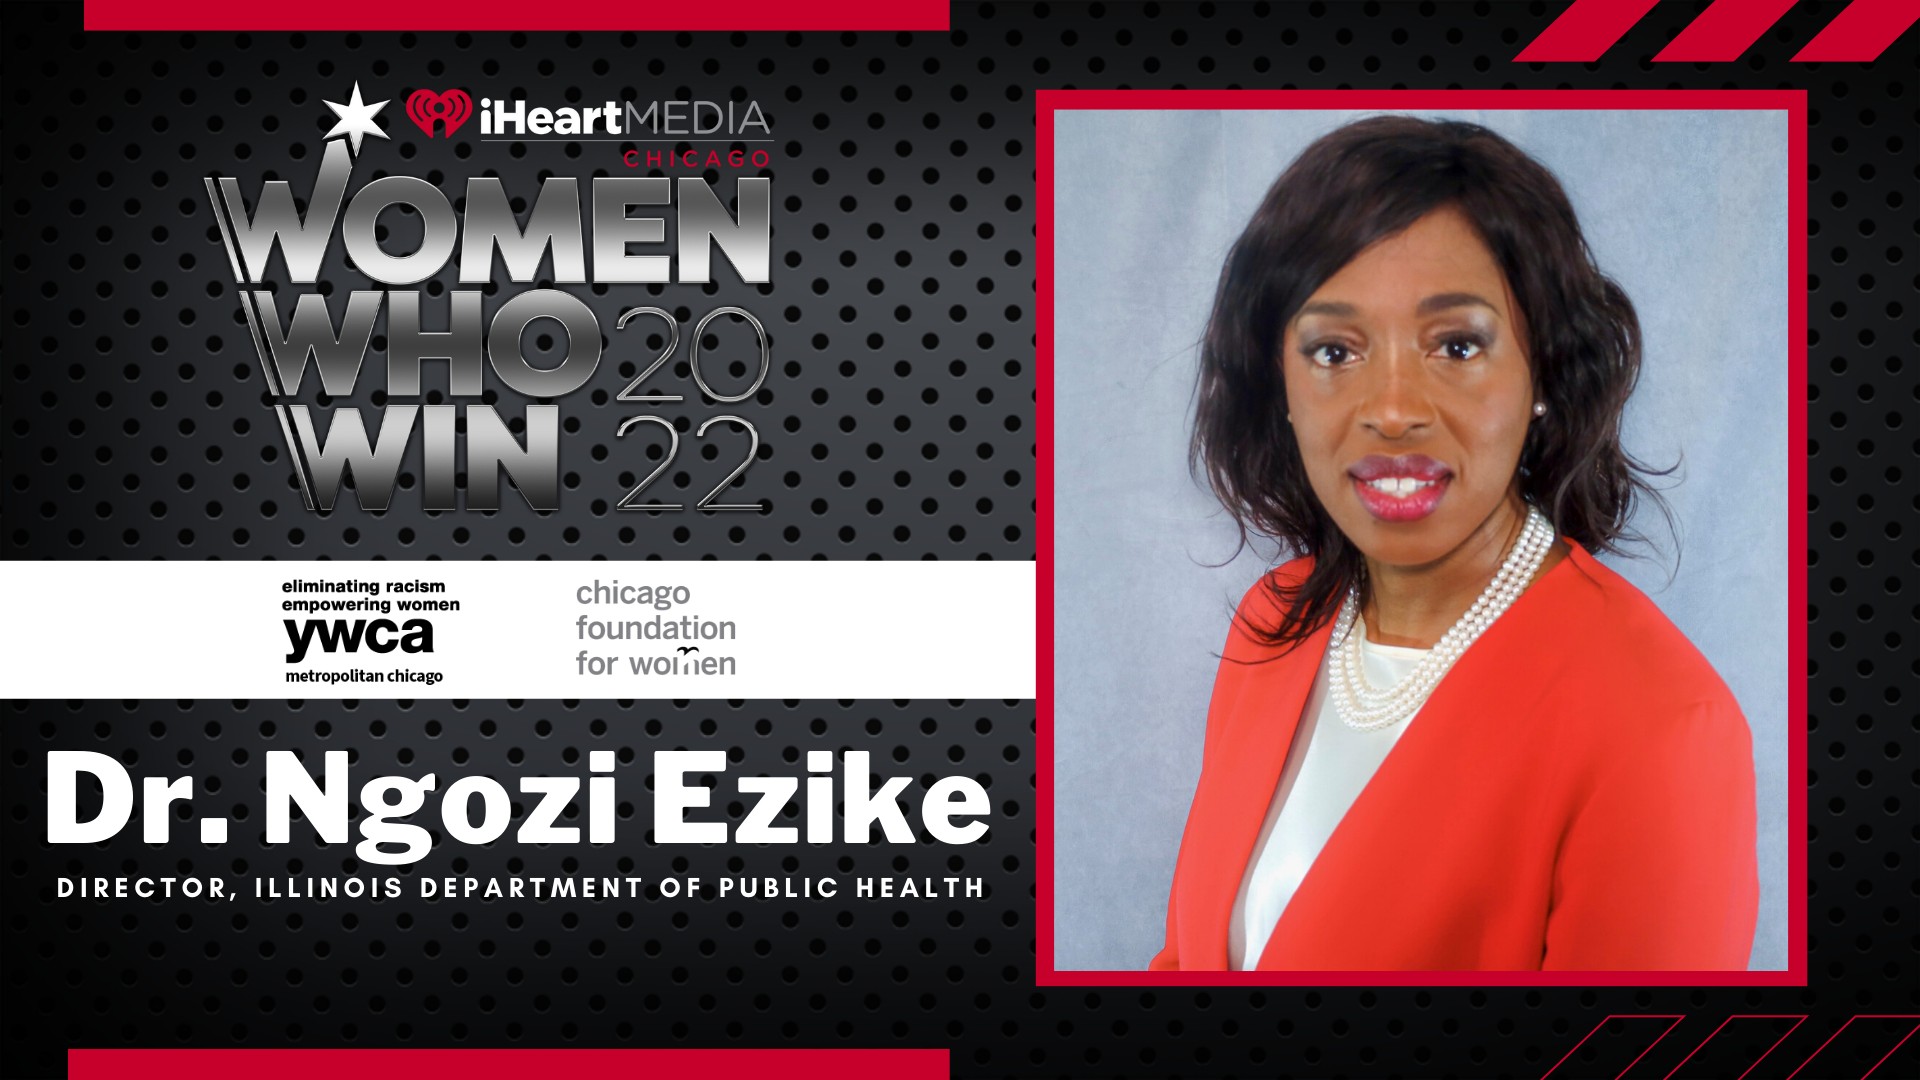 iHeartMEDIA
CHICAGO
WOMEN
WHO 20
WIN 22
eliminating racism
empowering women
ywca
metropolitan chicago
chicago
foundation
for women
Dr. Ngozi Ezike
DIRECTOR, ILLINOIS DEPARTMENT OF PUBLIC HEALTH